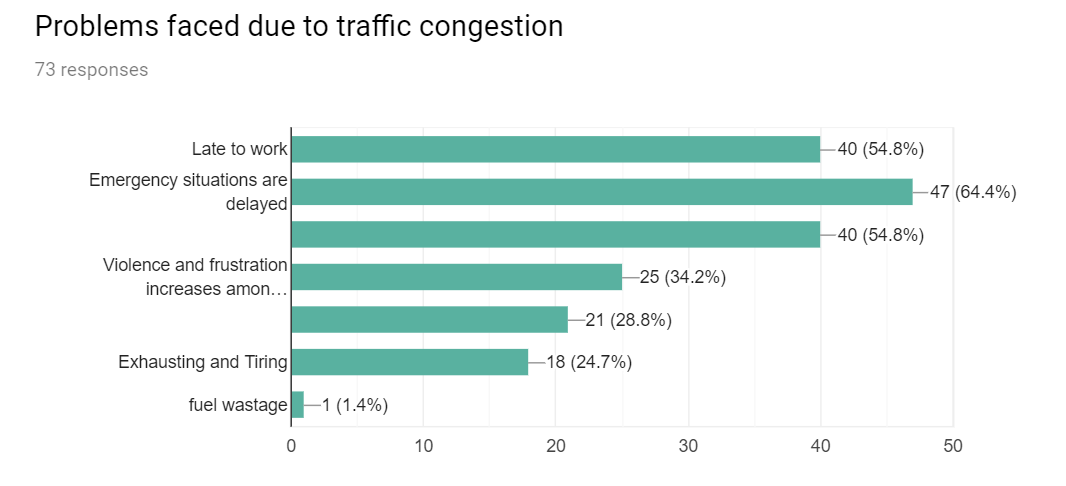 Problems faced due to traffic congestion
73 responses
Late to work
40 (54.8%)
Emergency situations are
delayed
47 (64.4%)
40 (54.8%)
Violence and frustration
increases amon…
25 (34.2%)
21 (28.8%)
Exhausting and Tiring
18 (24.7%)
fuel wastage
1 (1.4%)
0 10 20 30 40 50